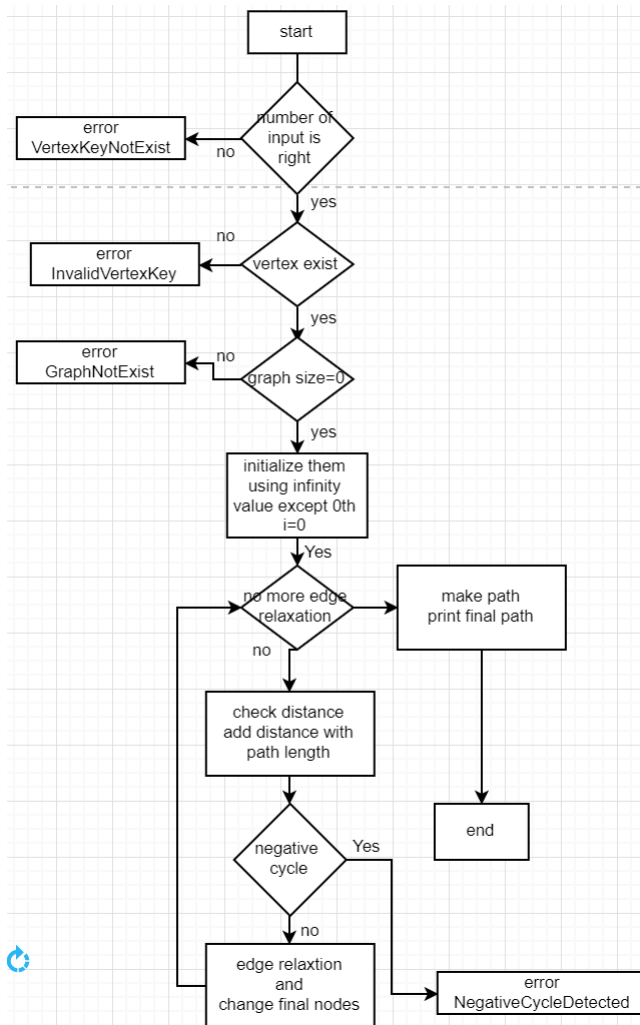 start
number of
input is
right
error
VertexKeyNotExist
no
yes
no
error
InvalidVertexKey
vertex exist
yes
error
GraphNotExist
no
graph size=0
yes
initialize them
using infinity
value except 0th
i=0
Yes
no more edge
relaxation
make path
print final path
no
check distance
add distance with
path length
end
negative
cycle
Yes
no
edge relaxtion
and
change final nodes
error
NegativeCycleDetected